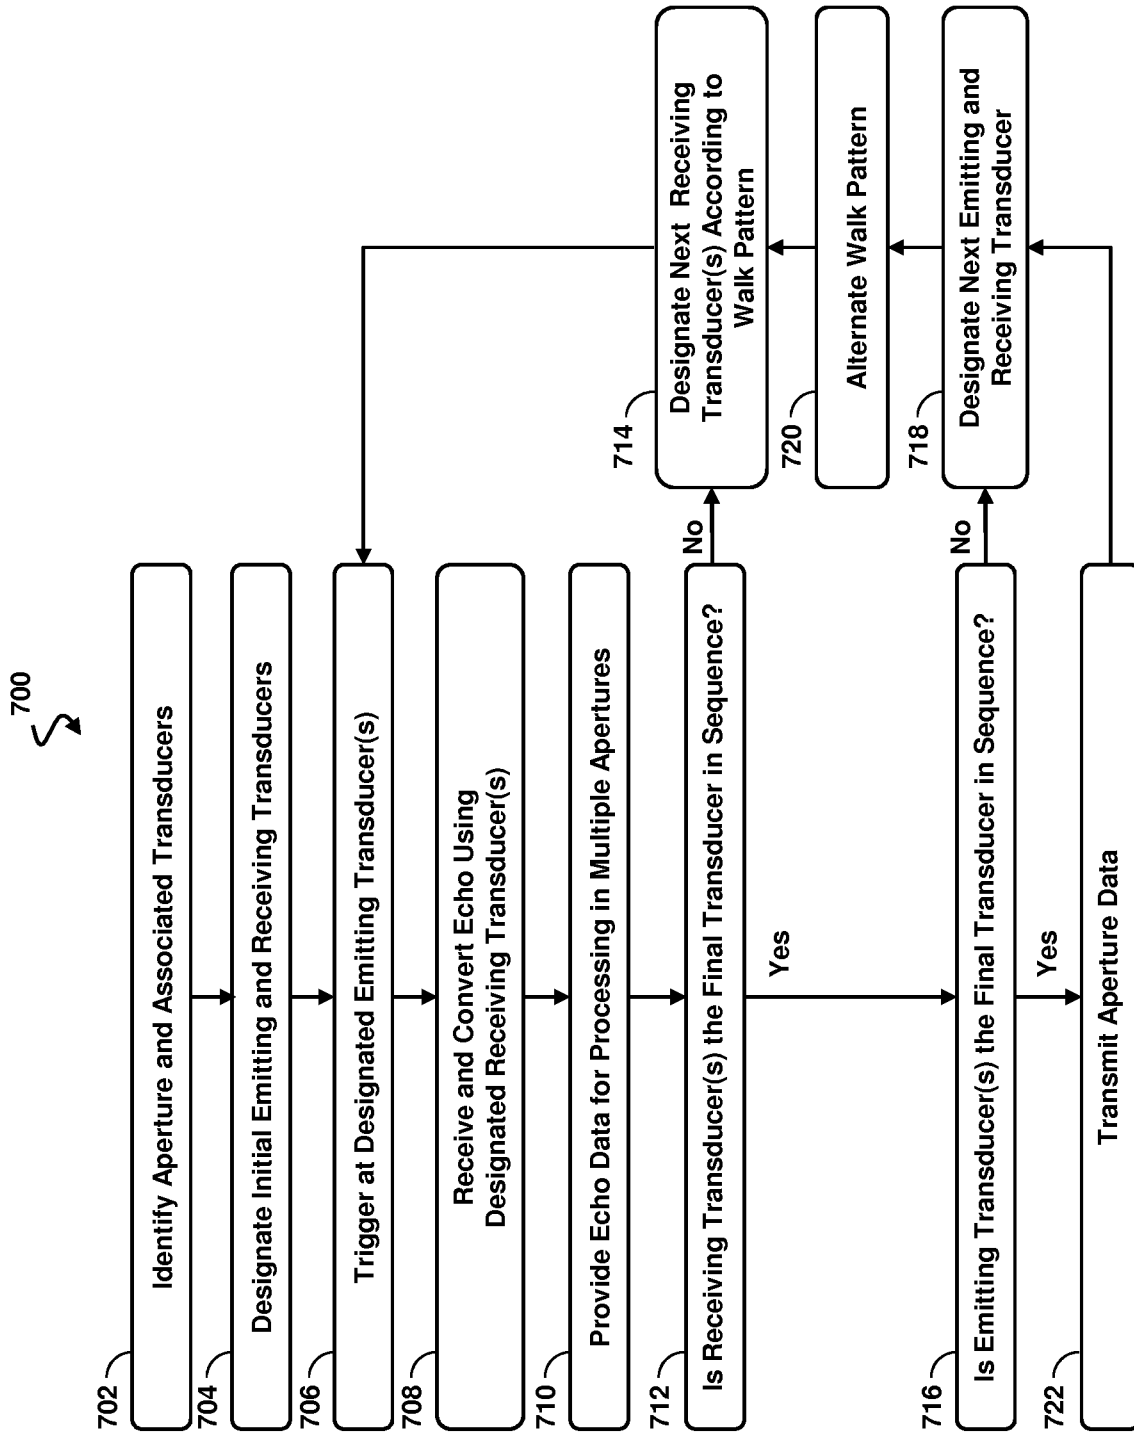 700
702
Identify Aperture and Associated Transducers
704
Designate Initial Emitting and Receiving Transducers
706
Trigger at Designated Emitting Transducer(s)
708
Receive and Convert Echo Using
Designated Receiving Transducer(s)
710
Provide Echo Data for Processing in Multiple Apertures
712
Is Receiving Transducer(s) the Final Transducer in Sequence?
No
Yes
714
Designate Next Receiving
Transducer(s) According to
Walk Pattern
720
Alternate Walk Pattern
718
Designate Next Emitting and
Receiving Transducer
716
Is Emitting Transducer(s) the Final Transducer in Sequence?
No
Yes
722
Transmit Aperture Data